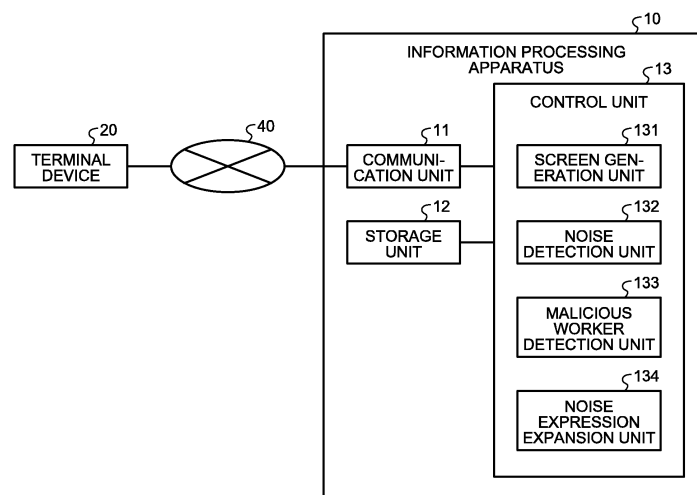 10
INFORMATION PROCESSING
APPARATUS
13
CONTROL UNIT
20
TERMINAL
DEVICE
40
11
COMMUNI-
CATION UNIT
131
SCREEN GEN-
ERATION UNIT
12
STORAGE
UNIT
132
NOISE
DETECTION UNIT
133
MALICIOUS
WORKER
DETECTION UNIT
134
NOISE
EXPRESSION
EXPANSION UNIT